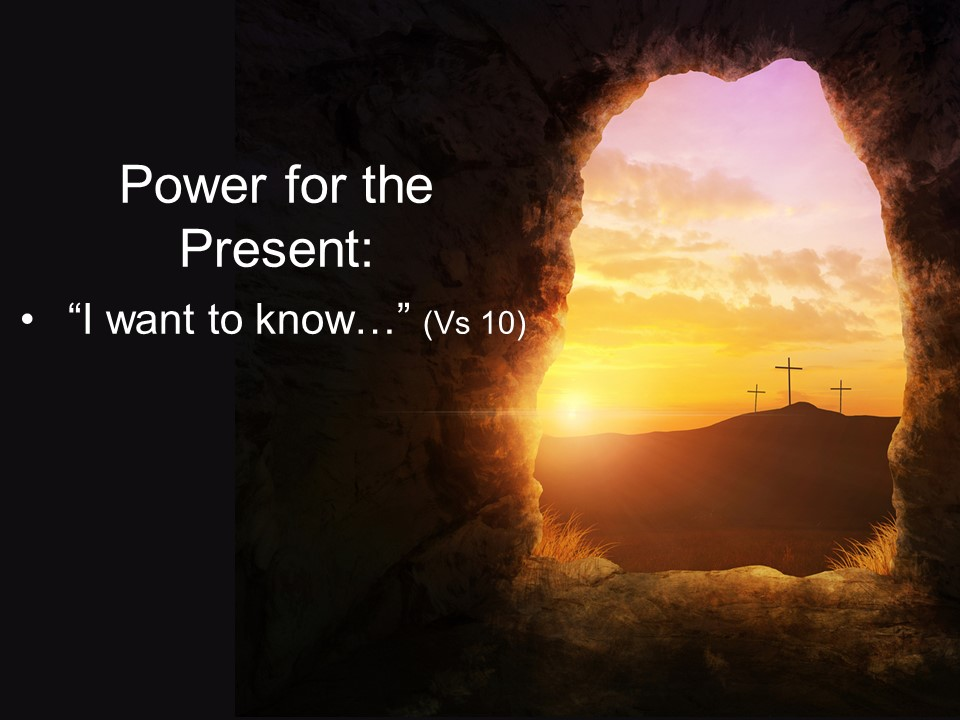 Power for the
Present:
• “I want to know…” (Vs 10)